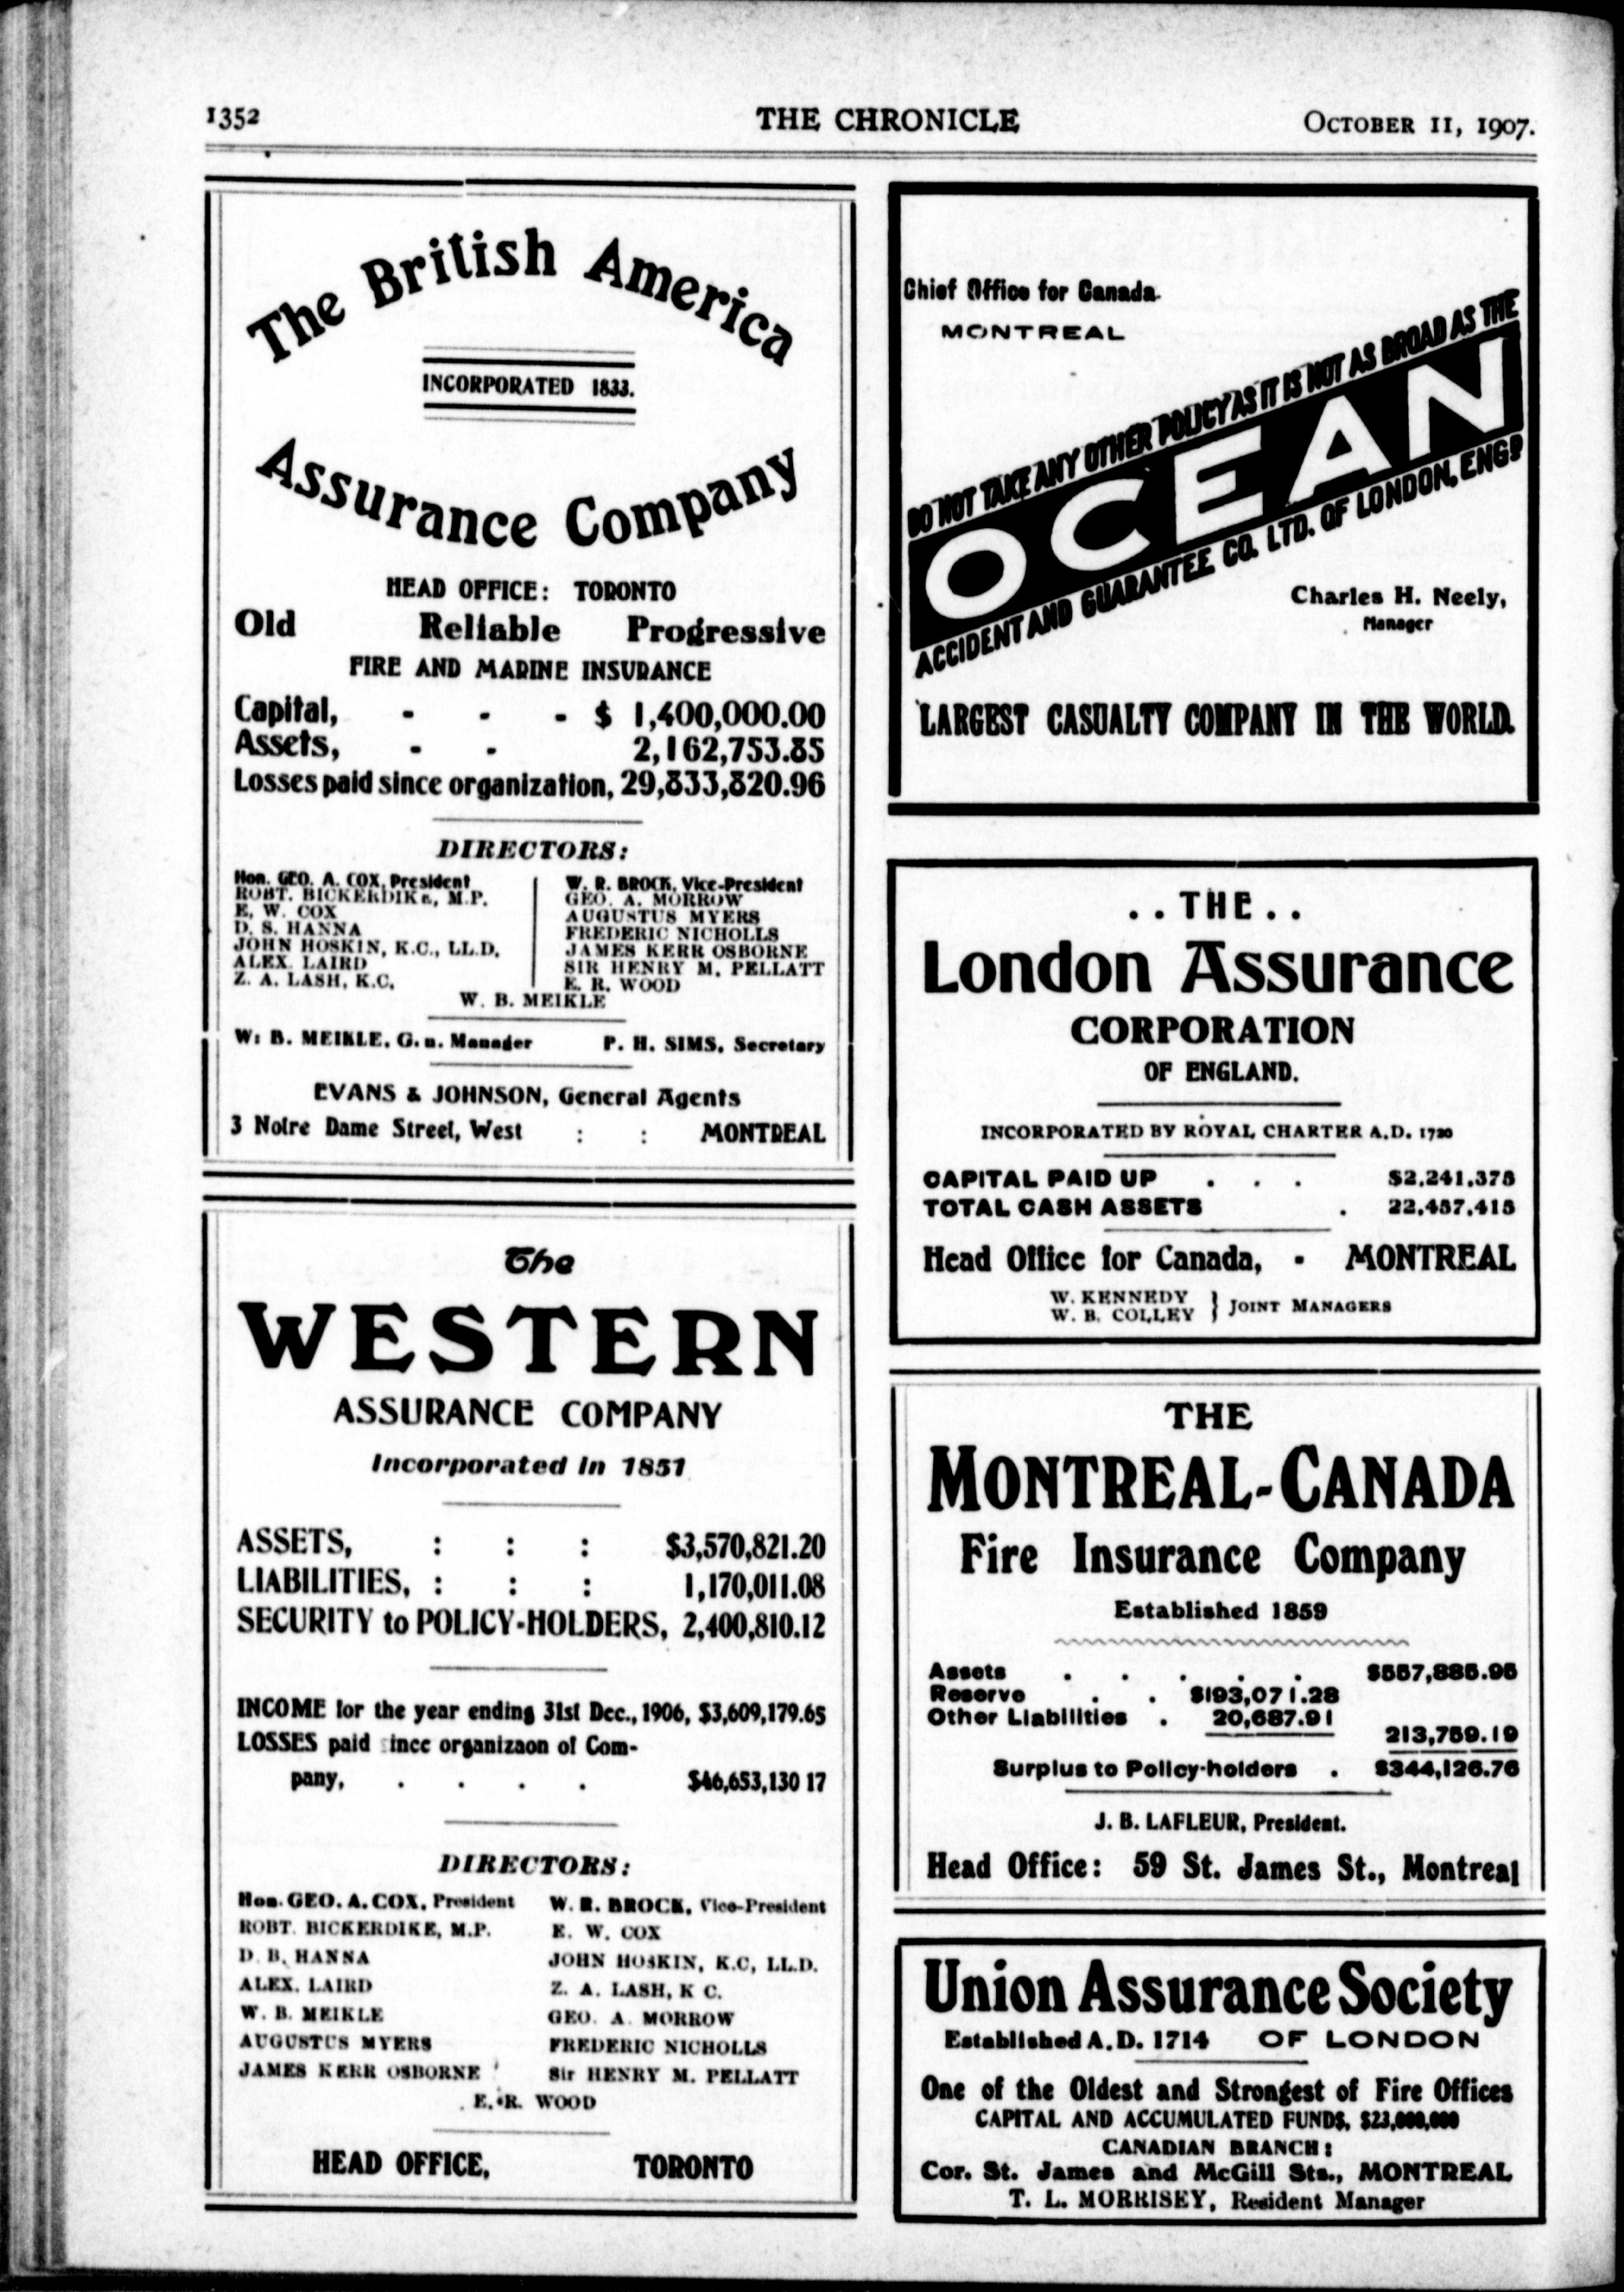 1352 THE CHRONICLE OCTOBER 11, 1907.
The British America
INCORPORATED 1833.
Assurance Company
HEAD OFFICE: TORONTO
Old Reliable Progressive
FIRE AND MARINE INSURANCE
Capital, - - - $ 1,400,000.00
Assets, - - 2,162,753.85
Losses paid since organization, 29,833,820.96
DIRECTORS:
Hon. GEO. A. COX, President
ROBT. BICKERDIKE, M.P.
E. W. COX
D. S. HANNA
JOHN HOSKIN, K.C., LL.D.
ALEX. LAIRD
Z. A. LASH, K.C.
W. R. BROCK, Vice-President
GEO. A. MORROW
AUGUSTUS MYERS
FREDERIC NICHOLLS
JAMES KERR OSBORNE
SIR HENRY M. PELLATT
E. R. WOOD
W. B. MEIKLE
W. B. MEIKLE, G.n. Manager P. H. SIMS, Secretary
EVANS & JOHNSON, General Agents
3 Notre Dame Street, West : : MONTREAL
The
WESTERN
ASSURANCE COMPANY
Incorporated in 1851
ASSETS, : : : $3,570,821.20
LIABILITIES, : : : 1,170,011.08
SECURITY to POLICY-HOLDERS, 2,400,810.12
INCOME for the year ending 31st Dec., 1906, $3,609,179.65
LOSSES paid since organizaon of Com-
pany, . . . . $46,653,130 17
DIRECTORS:
Hon. GEO. A. COX, President W. R. BROCK, Vice-President
ROBT. BICKERDIKE, M.P. E. W. COX
D. B. HANNA JOHN HOSKIN, K.C, LL.D.
ALEX. LAIRD Z. A. LASH, K C.
W. B. MEIKLE GEO. A. MORROW
AUGUSTUS MYERS FREDERIC NICHOLLS
JAMES KERR OSBORNE Sir HENRY M. PELLATT
E. R. WOOD
HEAD OFFICE, TORONTO
Chief Office for Canada
MONTREAL
DO NOT TAKE ANY OTHER POLICY AS IT IS NOT AS BROAD AS THE
OCEAN
ACCIDENT AND GUARANTEE CO. LTD. OF LONDON, ENGD
Charles H. Neely,
Manager
LARGEST CASUALTY COMPANY IN THE WORLD.
. . THE . .
London Assurance
CORPORATION
OF ENGLAND.
INCORPORATED BY ROYAL CHARTER A.D. 1720
CAPITAL PAID UP . . . $2,241,375
TOTAL CASH ASSETS . 22,457,415
Head Office for Canada, - MONTREAL
W. KENNEDY
W. B. COLLEY } JOINT MANAGERS
THE
MONTREAL-CANADA
Fire Insurance Company
Established 1859
Assets . . . . . $557,885.95
Reserve . . $193,071.28
Other Liabilities . 20,687.91
213,759.19
Surplus to Policy-holders . $344,126.76
J. B. LAFLEUR, President.
Head Office: 59 St. James St., Montreal
Union Assurance Society
Established A.D. 1714 OF LONDON
One of the Oldest and Strongest of Fire Offices
CAPITAL AND ACCUMULATED FUNDS, $23,000,000
CANADIAN BRANCH:
Cor. St. James and McGill Sts., MONTREAL
T. L. MORRISEY, Resident Manager